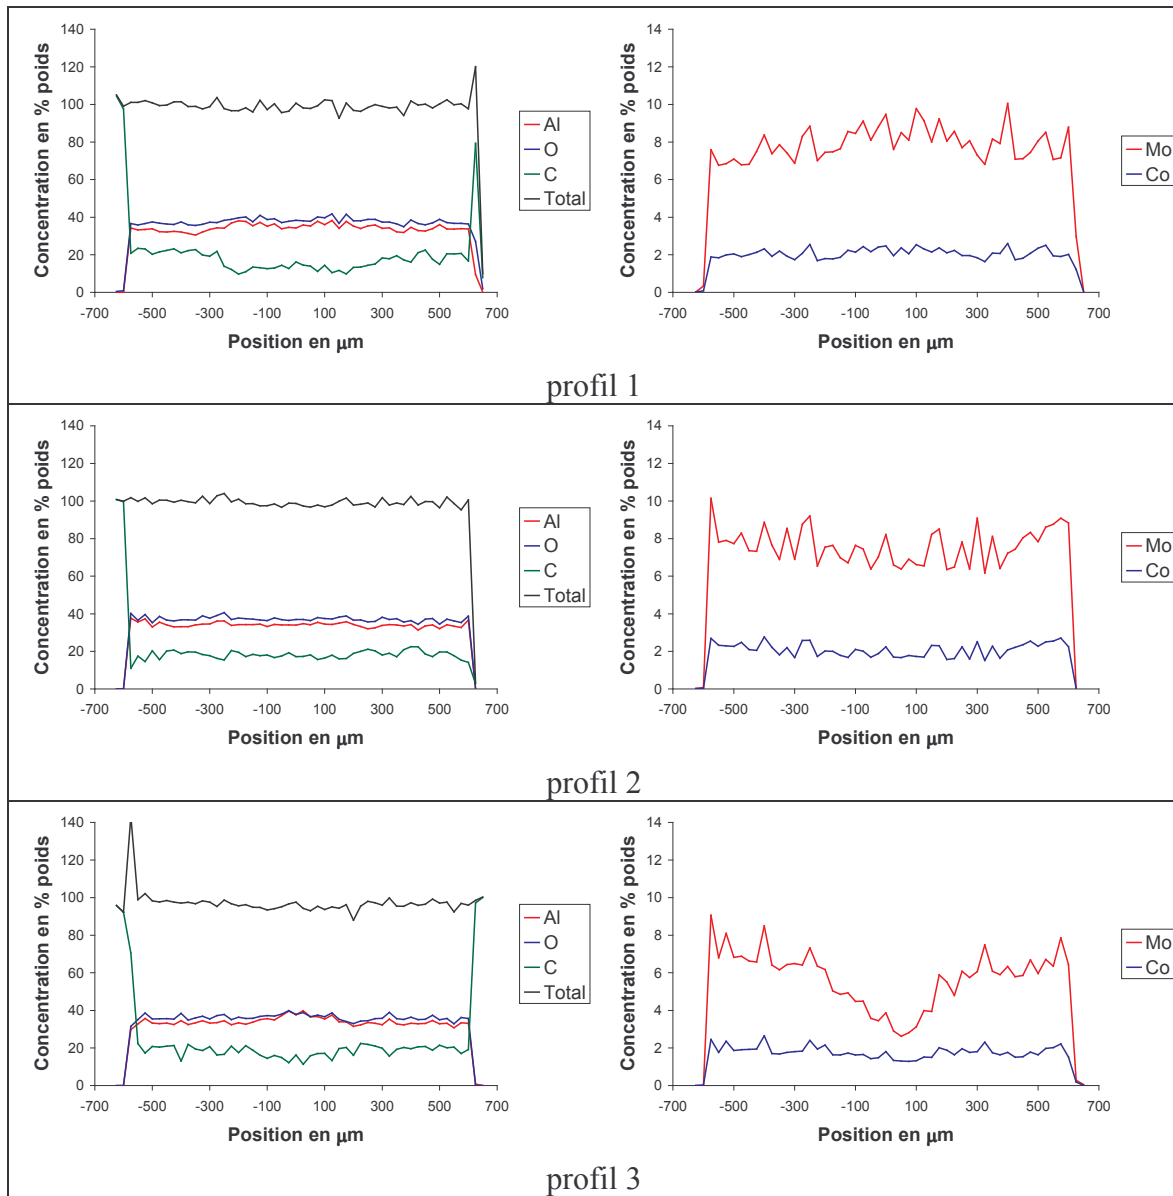 140
120
100
80
60
40
20
0
-700 -500 -300 -100 100 300 500 700
Concentration en % poids
Position en µm
Al
O
C
Total
14
12
10
8
6
4
2
0
-700 -500 -300 -100 100 300 500 700
Concentration en % poids
Position en µm
Mo
Co
profil 1
140
120
100
80
60
40
20
0
-700 -500 -300 -100 100 300 500 700
Concentration en % poids
Position en µm
Al
O
C
Total
14
12
10
8
6
4
2
0
-700 -500 -300 -100 100 300 500 700
Concentration en % poids
Position en µm
Mo
Co
profil 2
140
120
100
80
60
40
20
0
-700 -500 -300 -100 100 300 500 700
Concentration en % poids
Position en µm
Al
O
C
Total
14
12
10
8
6
4
2
0
-700 -500 -300 -100 100 300 500 700
Concentration en % poids
Position en µm
Mo
Co
profil 3